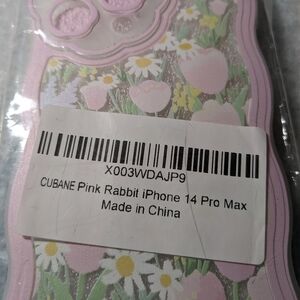 X003WDAJP9
CUBANE Pink Rabbit iPhone 14 Pro Max
Made in China